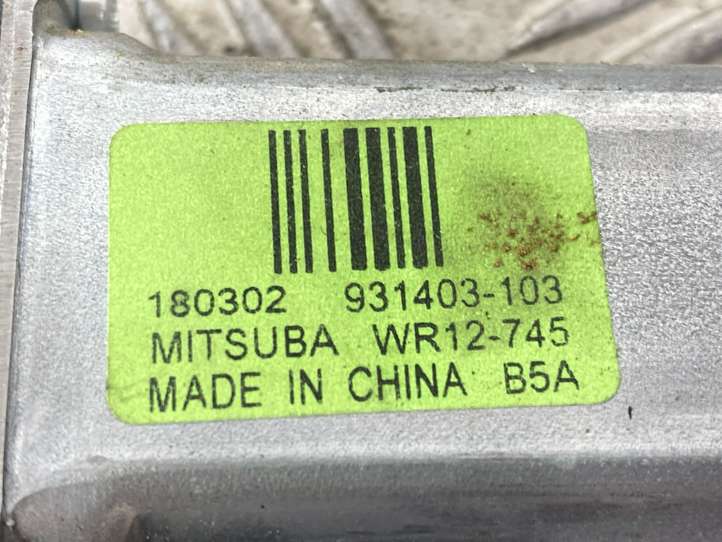 180302 931403-103
MITSUBA WR12-745
MADE IN CHINA B5A